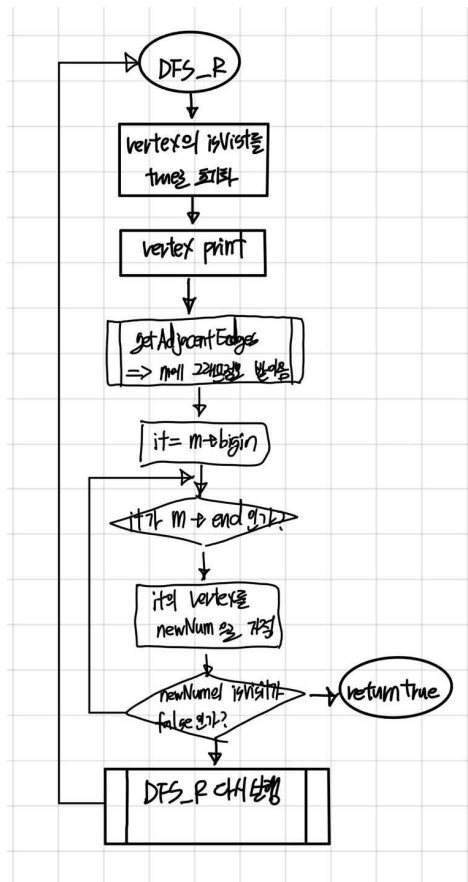 DFS_R
vertex의 isVist를
true로 초기화
vertex print
getAdjacentEdges
=> m에 그래프정보 받아옴
it = m→begin
it가 m→end인가?
it의 vertex를
newNum으로 저장
newNum의 isVisit가
false인가?
return true
DFS_R 다시 실행